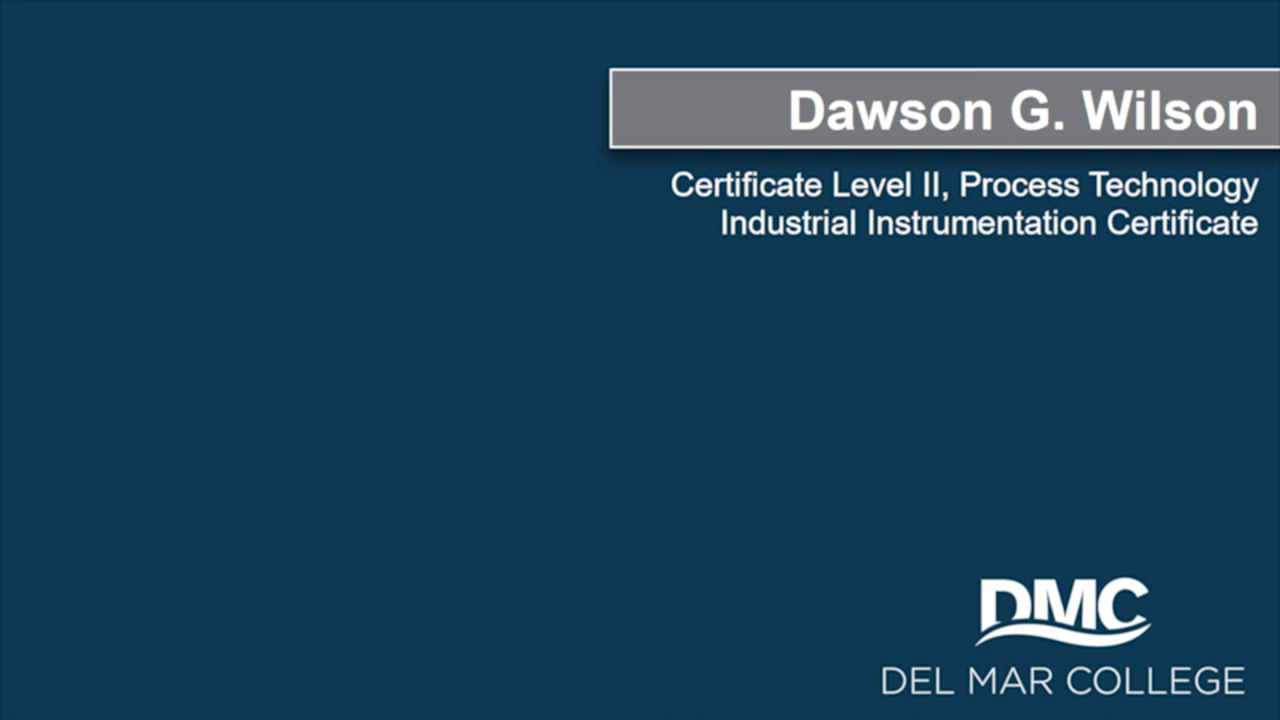 Dawson G. Wilson
Certificate Level II, Process Technology
Industrial Instrumentation Certificate
DMC
DEL MAR COLLEGE